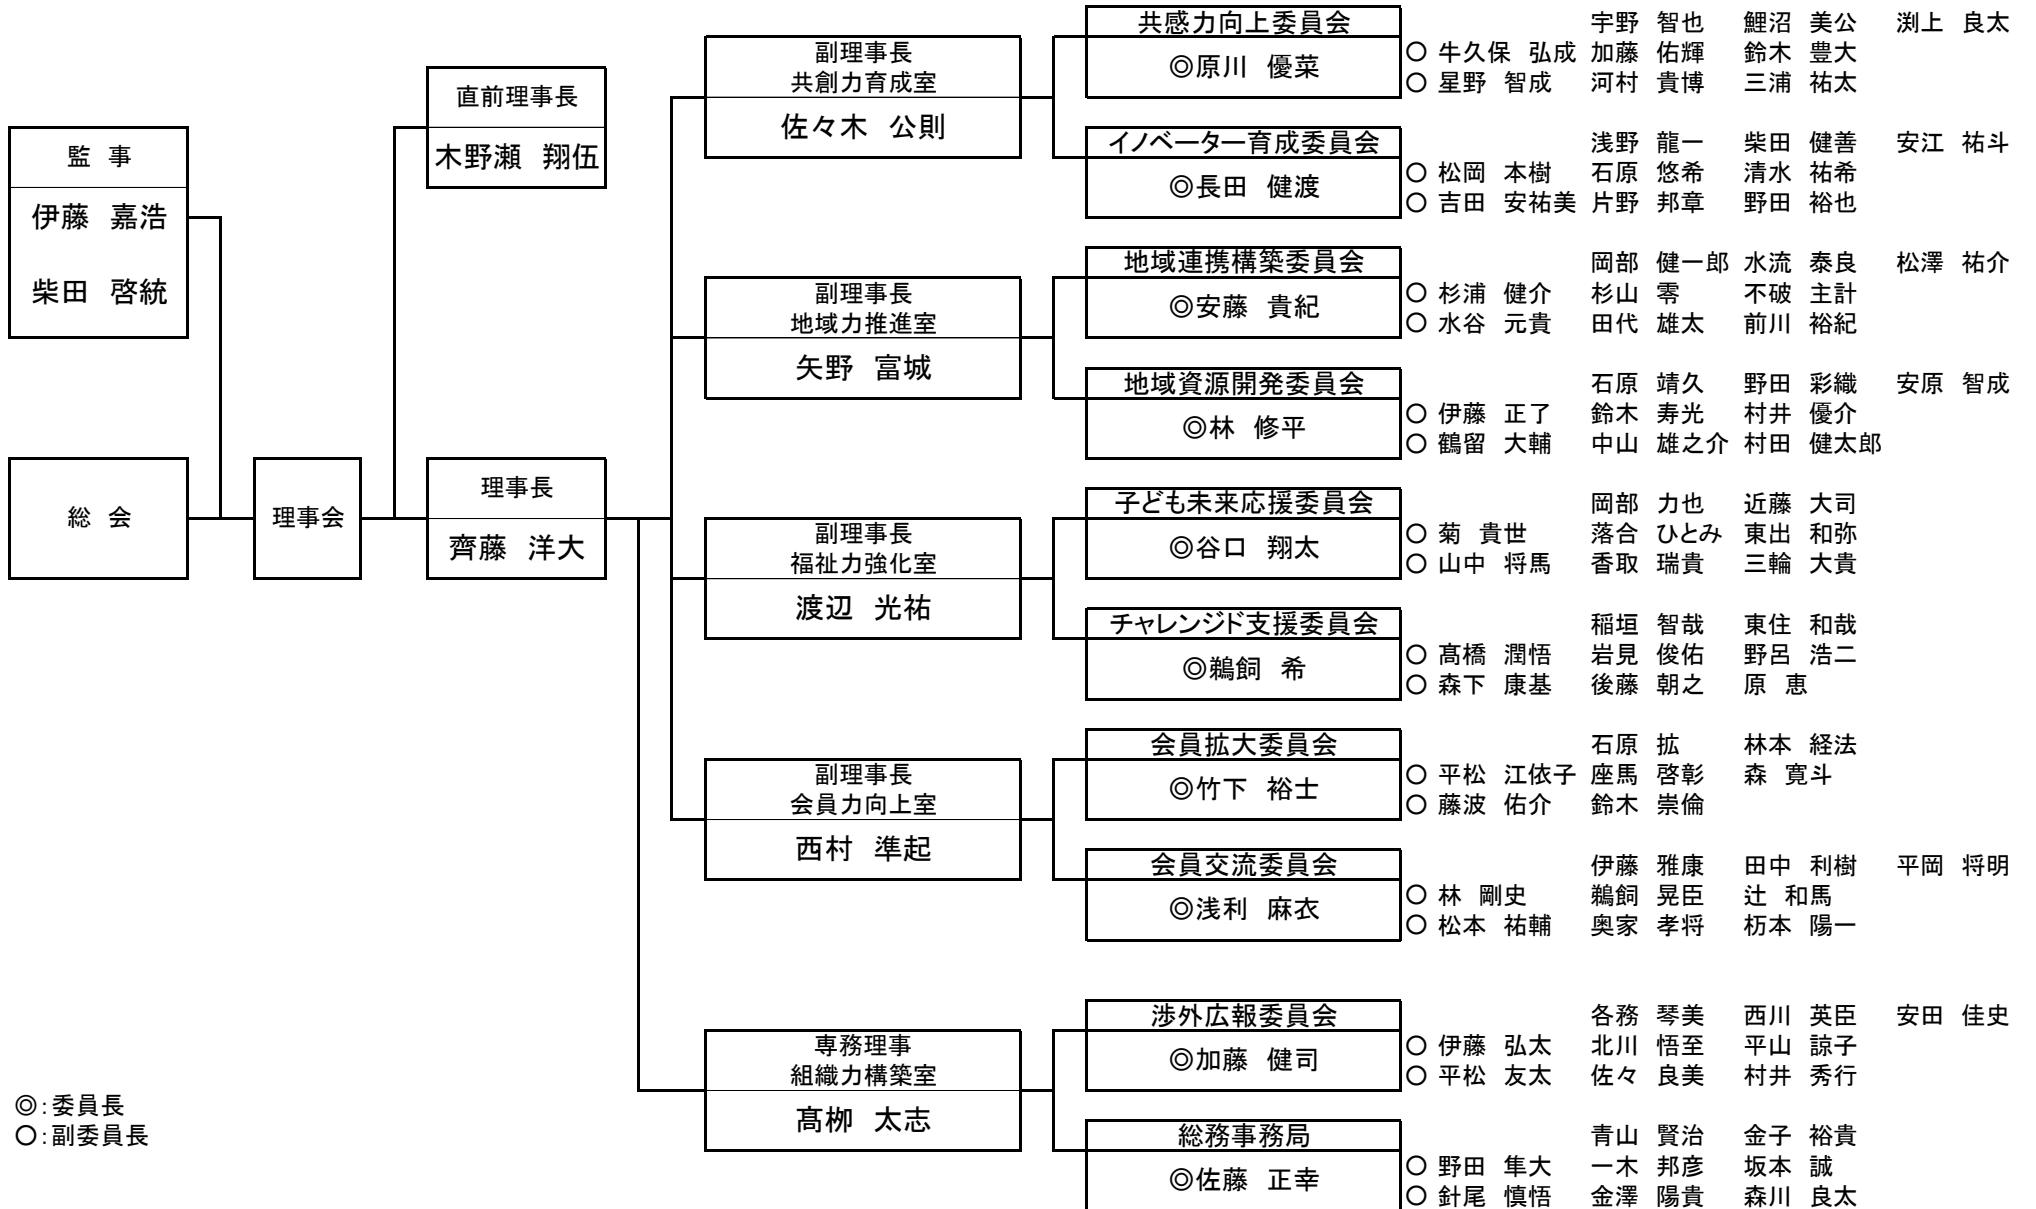 監　事
伊藤　嘉浩
柴田　啓統
総　会
理事会
直前理事長
木野瀬　翔伍
理事長
齊藤　洋大
副理事長
共創力育成室
佐々木　公則
共感力向上委員会
◎原川　優菜
宇野　智也　鯉沼　美公　渕上　良太
○ 牛久保　弘成　加藤　佑輝　鈴木　豊大
○ 星野　智成　河村　貴博　三浦　祐太
イノベーター育成委員会
◎長田　健渡
浅野　龍一　柴田　健善　安江　祐斗
○ 松岡　本樹　石原　悠希　清水　祐希
○ 吉田　安祐美　片野　邦章　野田　裕也
副理事長
地域力推進室
矢野　富城
地域連携構築委員会
◎安藤　貴紀
岡部　健一郎　水流　泰良　松澤　祐介
○ 杉浦　健介　杉山　零　不破　主計
○ 水谷　元貴　田代　雄太　前川　裕紀
地域資源開発委員会
◎林　修平
石原　靖久　野田　彩織　安原　智成
○ 伊藤　正了　鈴木　寿光　村井　優介
○ 鶴留　大輔　中山　雄之介　村田　健太郎
副理事長
福祉力強化室
渡辺　光祐
子ども未来応援委員会
◎谷口　翔太
岡部　力也　近藤　大司
○ 菊　貴世　落合　ひとみ　東出　和弥
○ 山中　将馬　香取　瑞貴　三輪　大貴
チャレンジド支援委員会
◎鵜飼　希
稲垣　智哉　東住　和哉
○ 髙橋　潤悟　岩見　俊佑　野呂　浩二
○ 森下　康基　後藤　朝之　原　恵
副理事長
会員力向上室
西村　準起
会員拡大委員会
◎竹下　裕士
石原　拡　林本　経法
○ 平松　江依子　座馬　啓彰　森　寛斗
○ 藤波　佑介　鈴木　崇倫
会員交流委員会
◎浅利　麻衣
伊藤　雅康　田中　利樹　平岡　将明
○ 林　剛史　鵜飼　晃臣　辻　和馬
○ 松本　祐輔　奥家　孝将　杤本　陽一
専務理事
組織力構築室
髙栁　太志
渉外広報委員会
◎加藤　健司
各務　琴美　西川　英臣　安田　佳史
○ 伊藤　弘太　北川　悟至　平山　諒子
○ 平松　友太　佐々　良美　村井　秀行
総務事務局
◎佐藤　正幸
青山　賢治　金子　裕貴
○ 野田　隼大　一木　邦彦　坂本　誠
○ 針尾　慎悟　金澤　陽貴　森川　良太
◎：委員長
○：副委員長